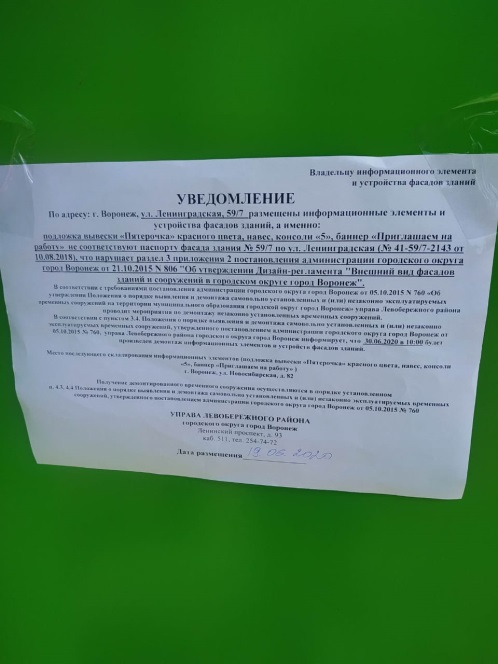 Владельцу информационного элемента
и устройства фасадов зданий
УВЕДОМЛЕНИЕ
По адресу: г. Воронеж, ул. Ленинградская, 59/7 размещены информационные элементы и
устройства фасадов зданий, а именно:
подложка вывески «Пятерочка» красного цвета, навес, консоли «5», баннер «Приглашаем на
работу» не соответствуют паспорту фасада здания № 59/7 по ул. Ленинградская (№ 41-59/7-2143 от
10.08.2018), что нарушает раздел 3 приложения 2 постановления администрации городского округа
город Воронеж от 21.10.2015 N 806 "Об утверждении Дизайн-регламента "Внешний вид фасадов
зданий и сооружений в городском округе город Воронеж".
В соответствии с требованиями постановления администрации городского округа город Воронеж от 05.10.2015 N 760 «Об
утверждении Положения о порядке выявления и демонтажа самовольно установленных и (или) незаконно эксплуатируемых
временных сооружений на территории муниципального образования городской округ город Воронеж» управа Левобережного района
проводит мероприятия по демонтажу незаконно установленных временных сооружений.
В соответствии с пунктом 3.4. Положения о порядке выявления и демонтажа самовольно установленных и (или) незаконно
эксплуатируемых временных сооружений, утвержденного постановлением администрации городского округа город Воронеж от
05.10.2015 № 760, управа Левобережного района городского округа город Воронеж информирует, что 30.06.2020 в 10:00 будет
произведен демонтаж информационных элементов и устройств фасадов зданий.
Место последующего складирования информационных элементов (подложка вывески «Пятерочка» красного цвета, навес, консоли
«5», баннер «Приглашаем на работу» )
г. Воронеж, ул. Новосибирская, д. 82
Получение демонтированного временного сооружения осуществляются в порядке установленном
п. 4.3, 4.4 Положения о порядке выявления и демонтажа самовольно установленных и (или) незаконно эксплуатируемых временных
сооружений, утвержденного постановлением администрации городского округа город Воронеж от 05.10.2015 № 760
УПРАВА ЛЕВОБЕРЕЖНОГО РАЙОНА
городского округа город Воронеж
Ленинский проспект, д. 93
каб. 511, тел. 254-74-72
Дата размещения 19.06.2020